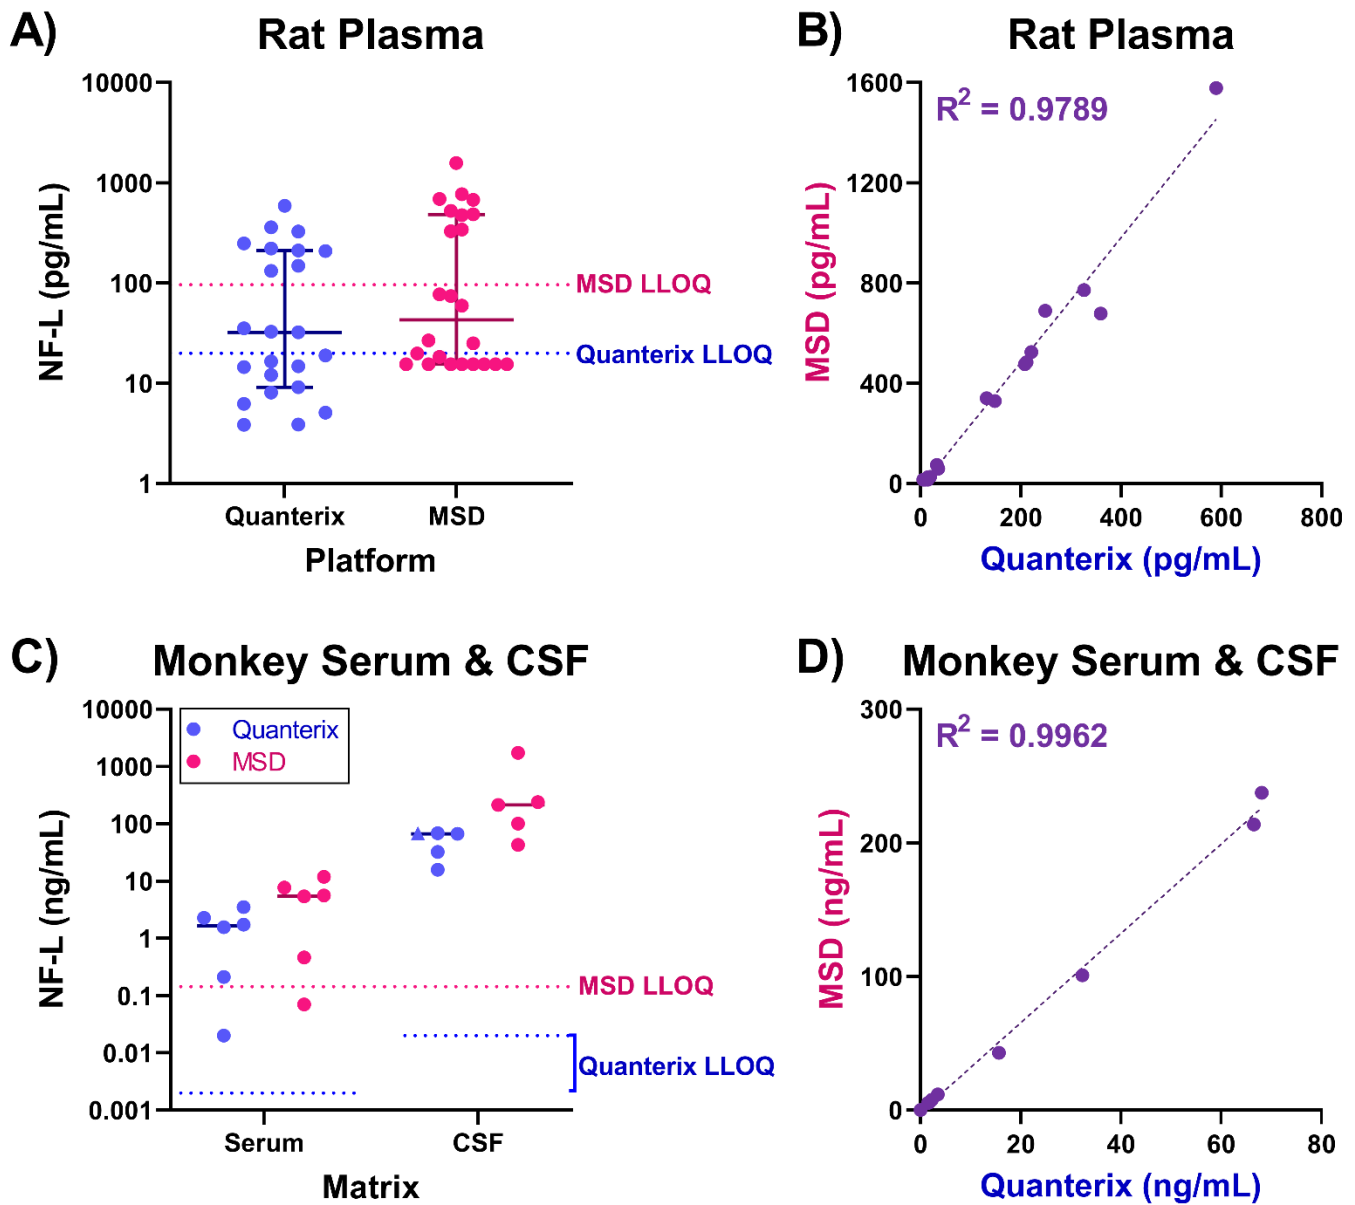 A)
Rat Plasma
NF-L (pg/mL)
10000
1000
100
10
1
MSD LLOQ
Quanterix LLOQ
Quanterix
MSD
Platform
B)
Rat Plasma
R² = 0.9789
MSD (pg/mL)
1600
1200
800
400
0
0 200 400 600 800
Quanterix (pg/mL)
C)
Monkey Serum & CSF
Quanterix
MSD
NF-L (ng/mL)
10000
1000
100
10
1
0.1
0.01
0.001
MSD LLOQ
Quanterix LLOQ
Serum
CSF
Matrix
D)
Monkey Serum & CSF
R² = 0.9962
MSD (ng/mL)
300
200
100
0
0 20 40 60 80
Quanterix (ng/mL)